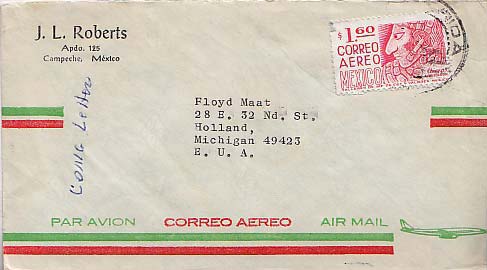 J. L. Roberts
Apdo. 125
Campeche, México
$1.60
CORREO
AEREO
MEXICO
Floyd Maat
28 E. 32 Nd. St.
Holland,
Michigan 49423
E. U. A.
PAR AVION CORREO AEREO AIR MAIL